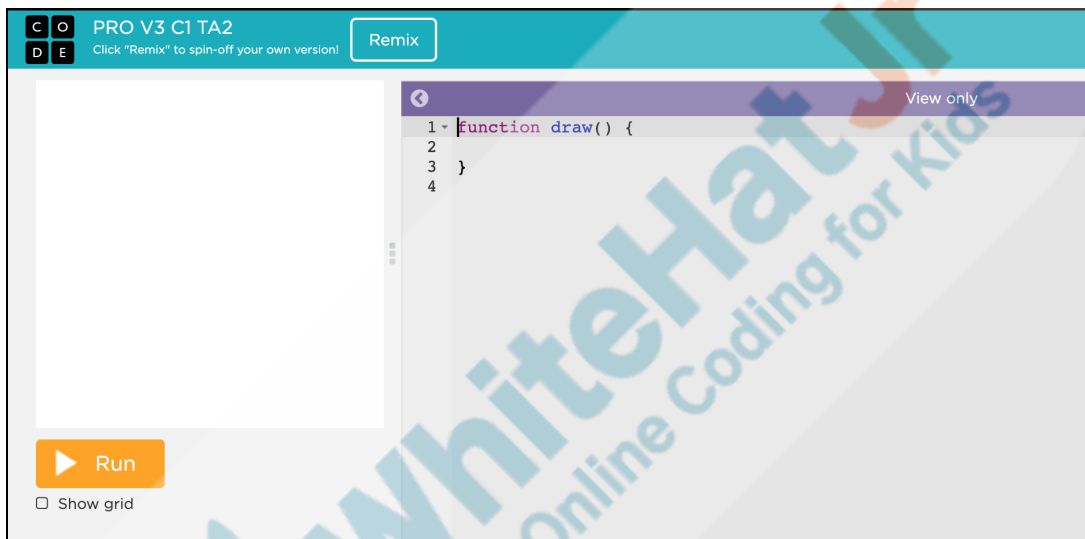 CODE
PRO V3 C1 TA2
Click "Remix" to spin-off your own version!
Remix
View only
1 function draw() {
2
3 }
4
Run
Show grid
WhiteHat Jr
Online Coding for Kids